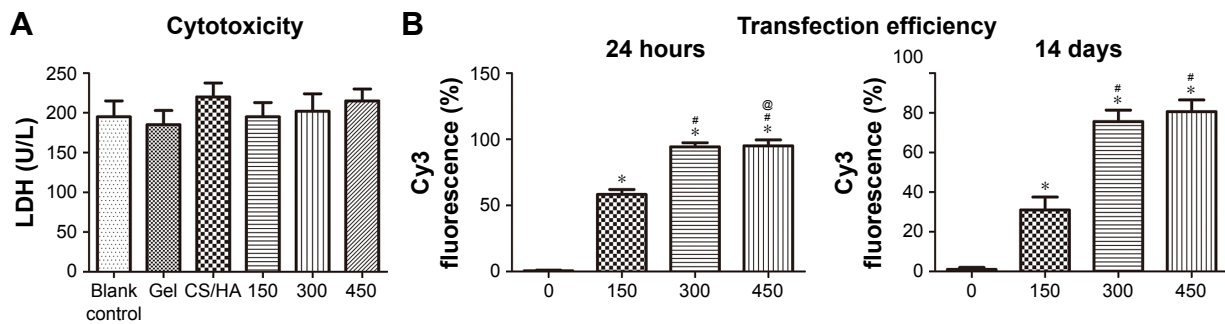 A
Cytotoxicity
LDH (U/L)
250
200
150
100
50
0
Blank
control
Gel
CS/HA
150
300
450
B
Transfection efficiency
24 hours
Cy3
fluorescence (%)
150
100
50
0
*
#
*
@
#
*
0
150
300
450
14 days
Cy3
fluorescence (%)
100
80
60
40
20
0
*
#
*
#
*
0
150
300
450